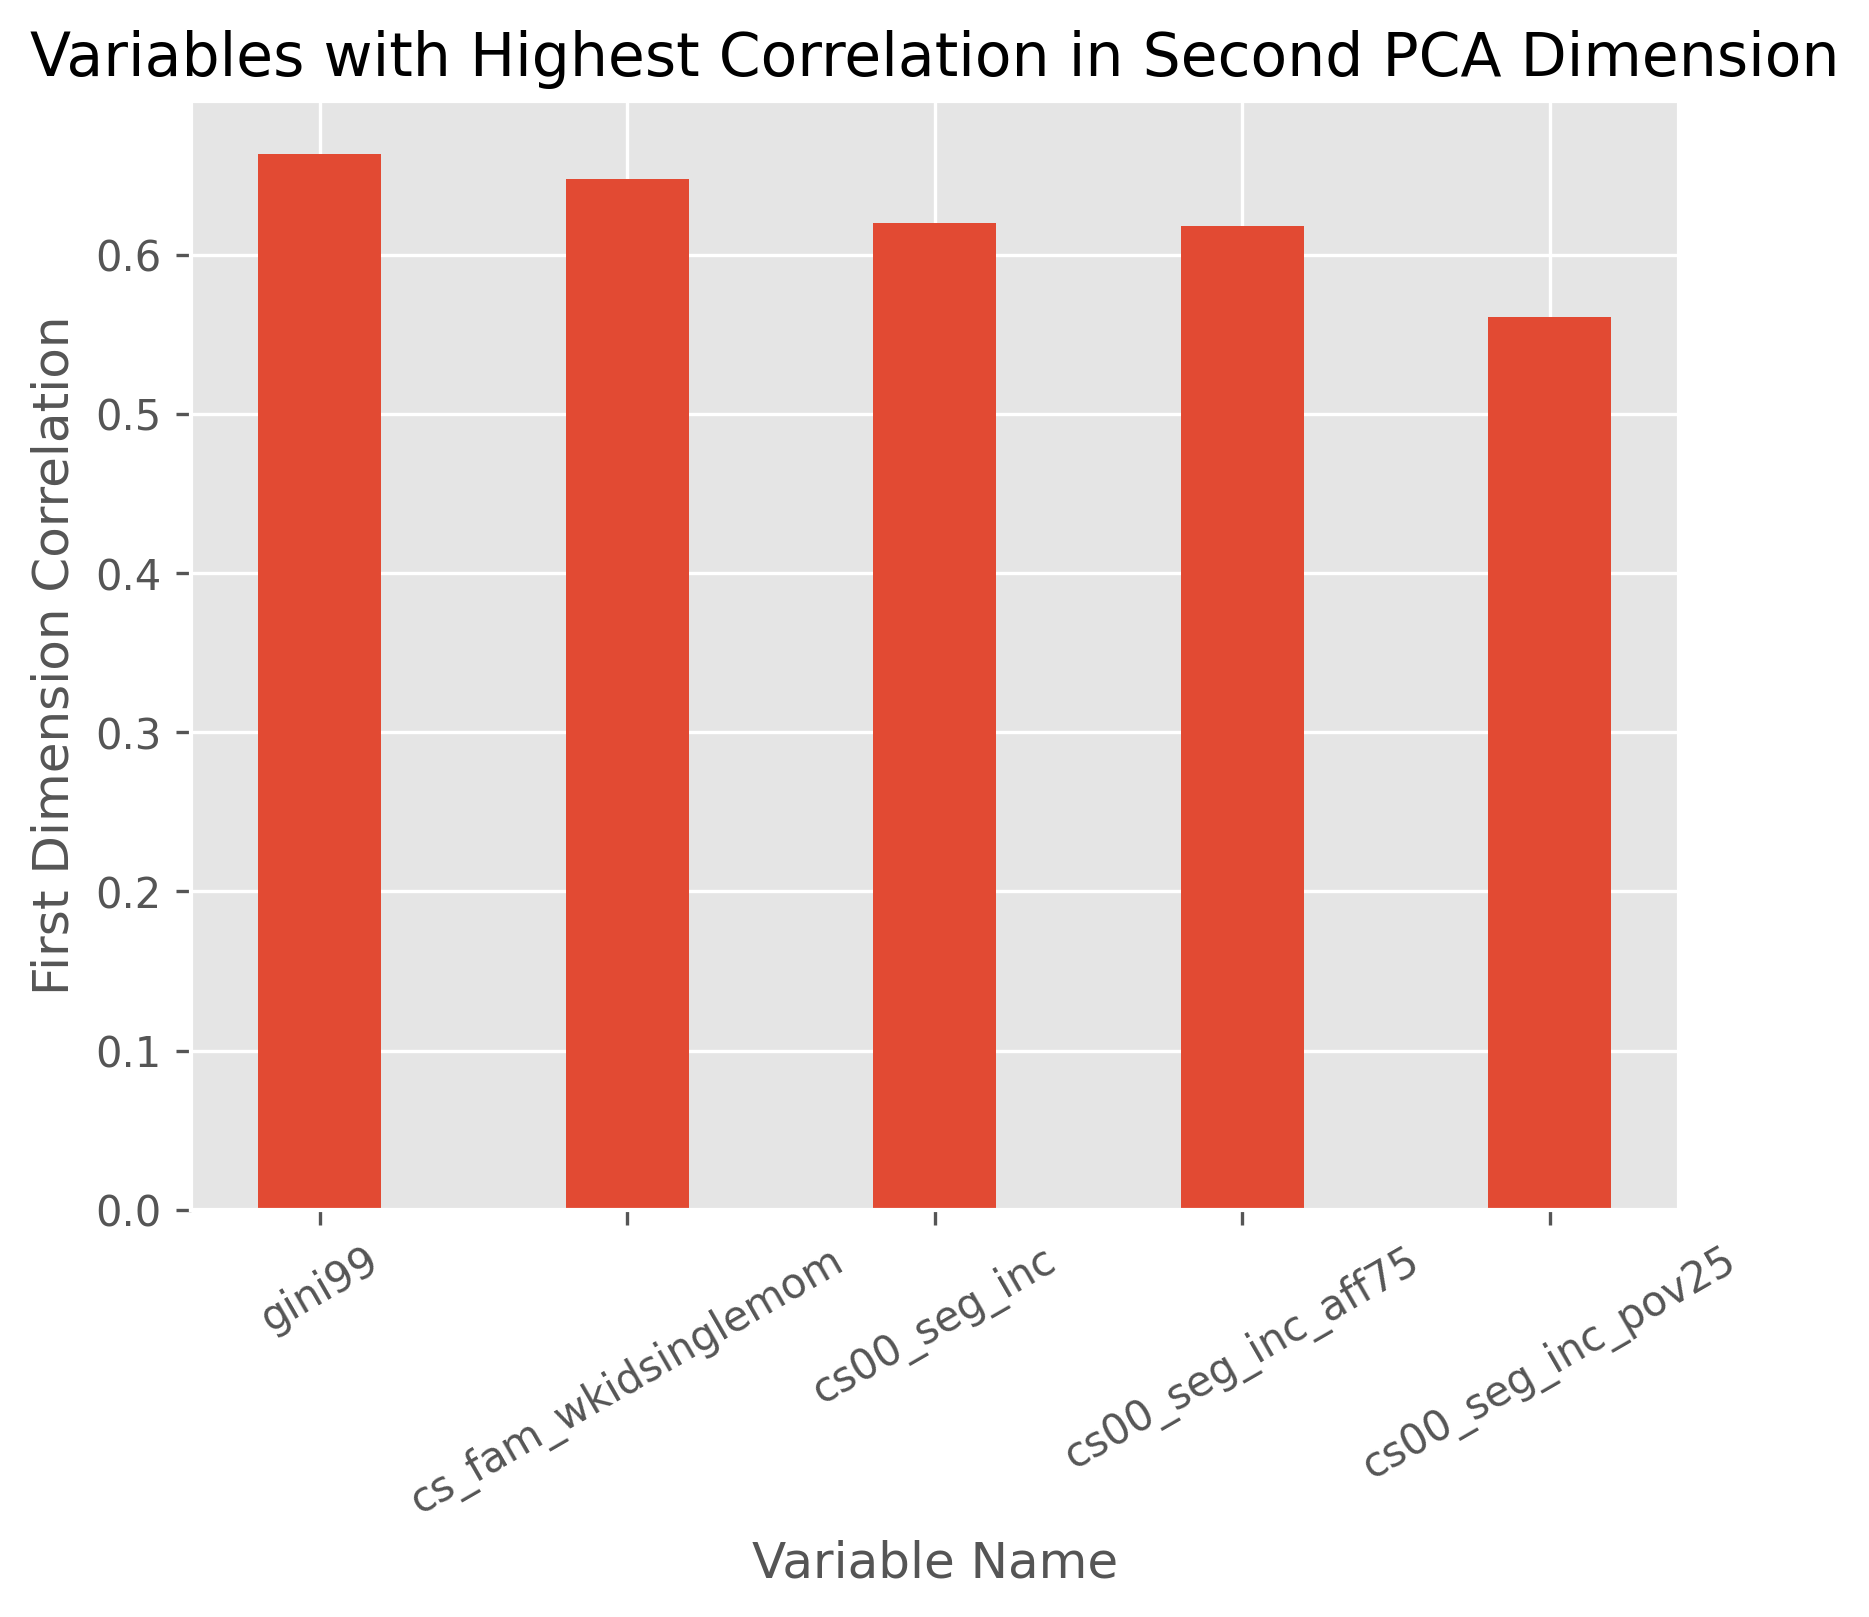 Variables with Highest Correlation in Second PCA Dimension
First Dimension Correlation
0.6
0.5
0.4
0.3
0.2
0.1
0.0
gini99
cs_fam_wkidsinglemom
cs00_seg_inc
cs00_seg_inc_aff75
cs00_seg_inc_pov25
Variable Name